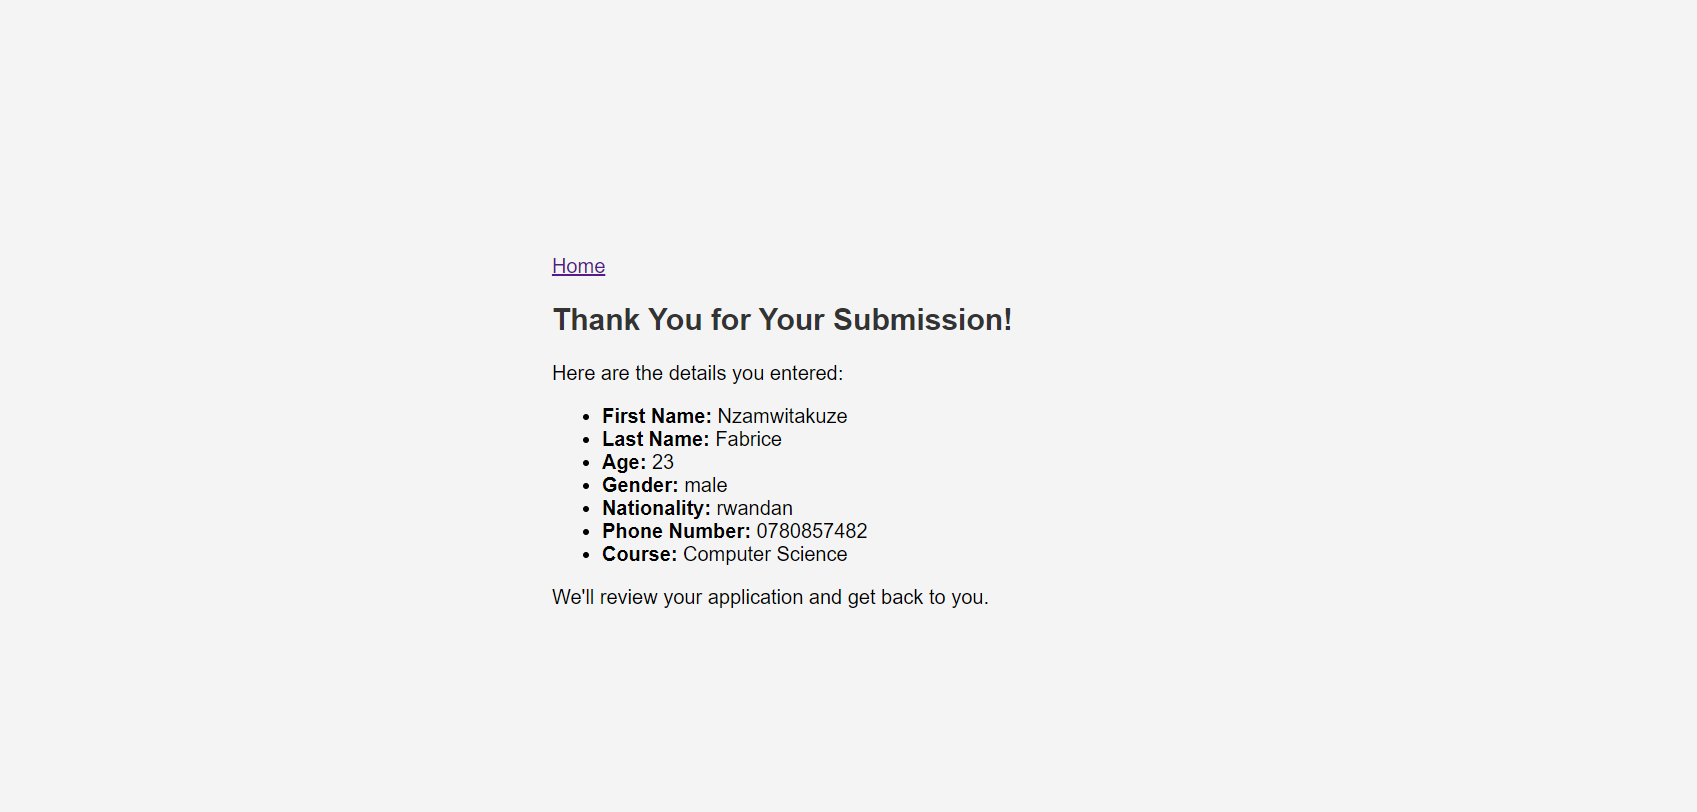 Home
Thank You for Your Submission!
Here are the details you entered:
• First Name: Nzamwitakuze
• Last Name: Fabrice
• Age: 23
• Gender: male
• Nationality: rwandan
• Phone Number: 0780857482
• Course: Computer Science
We'll review your application and get back to you.